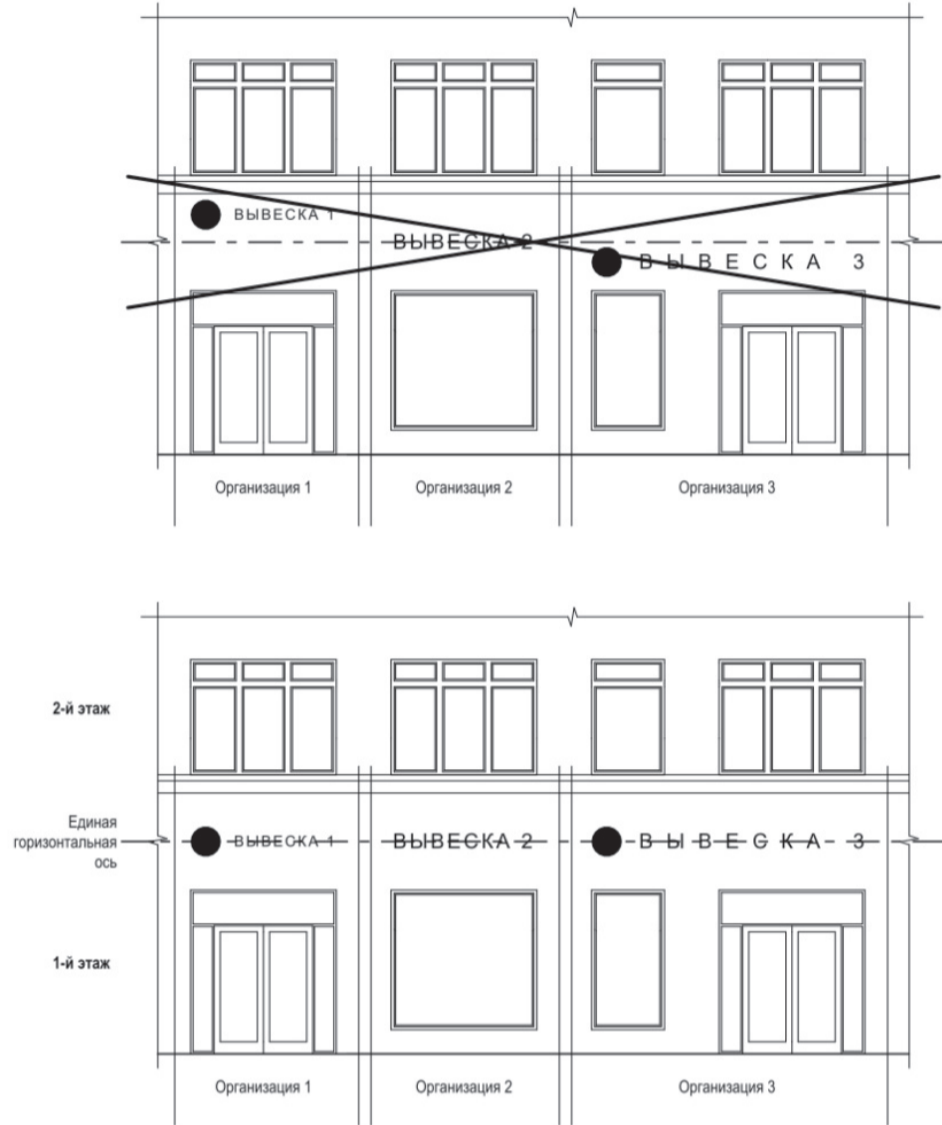 ВЫВЕСКА 1
ВЫВЕСКА 2
В Ы В Е С К А 3
Организация 1
Организация 2
Организация 3
2-й этаж
Единая
горизонтальная
ось
ВЫВЕСКА 1
ВЫВЕСКА 2
В Ы В Е С К А 3
1-й этаж
Организация 1
Организация 2
Организация 3